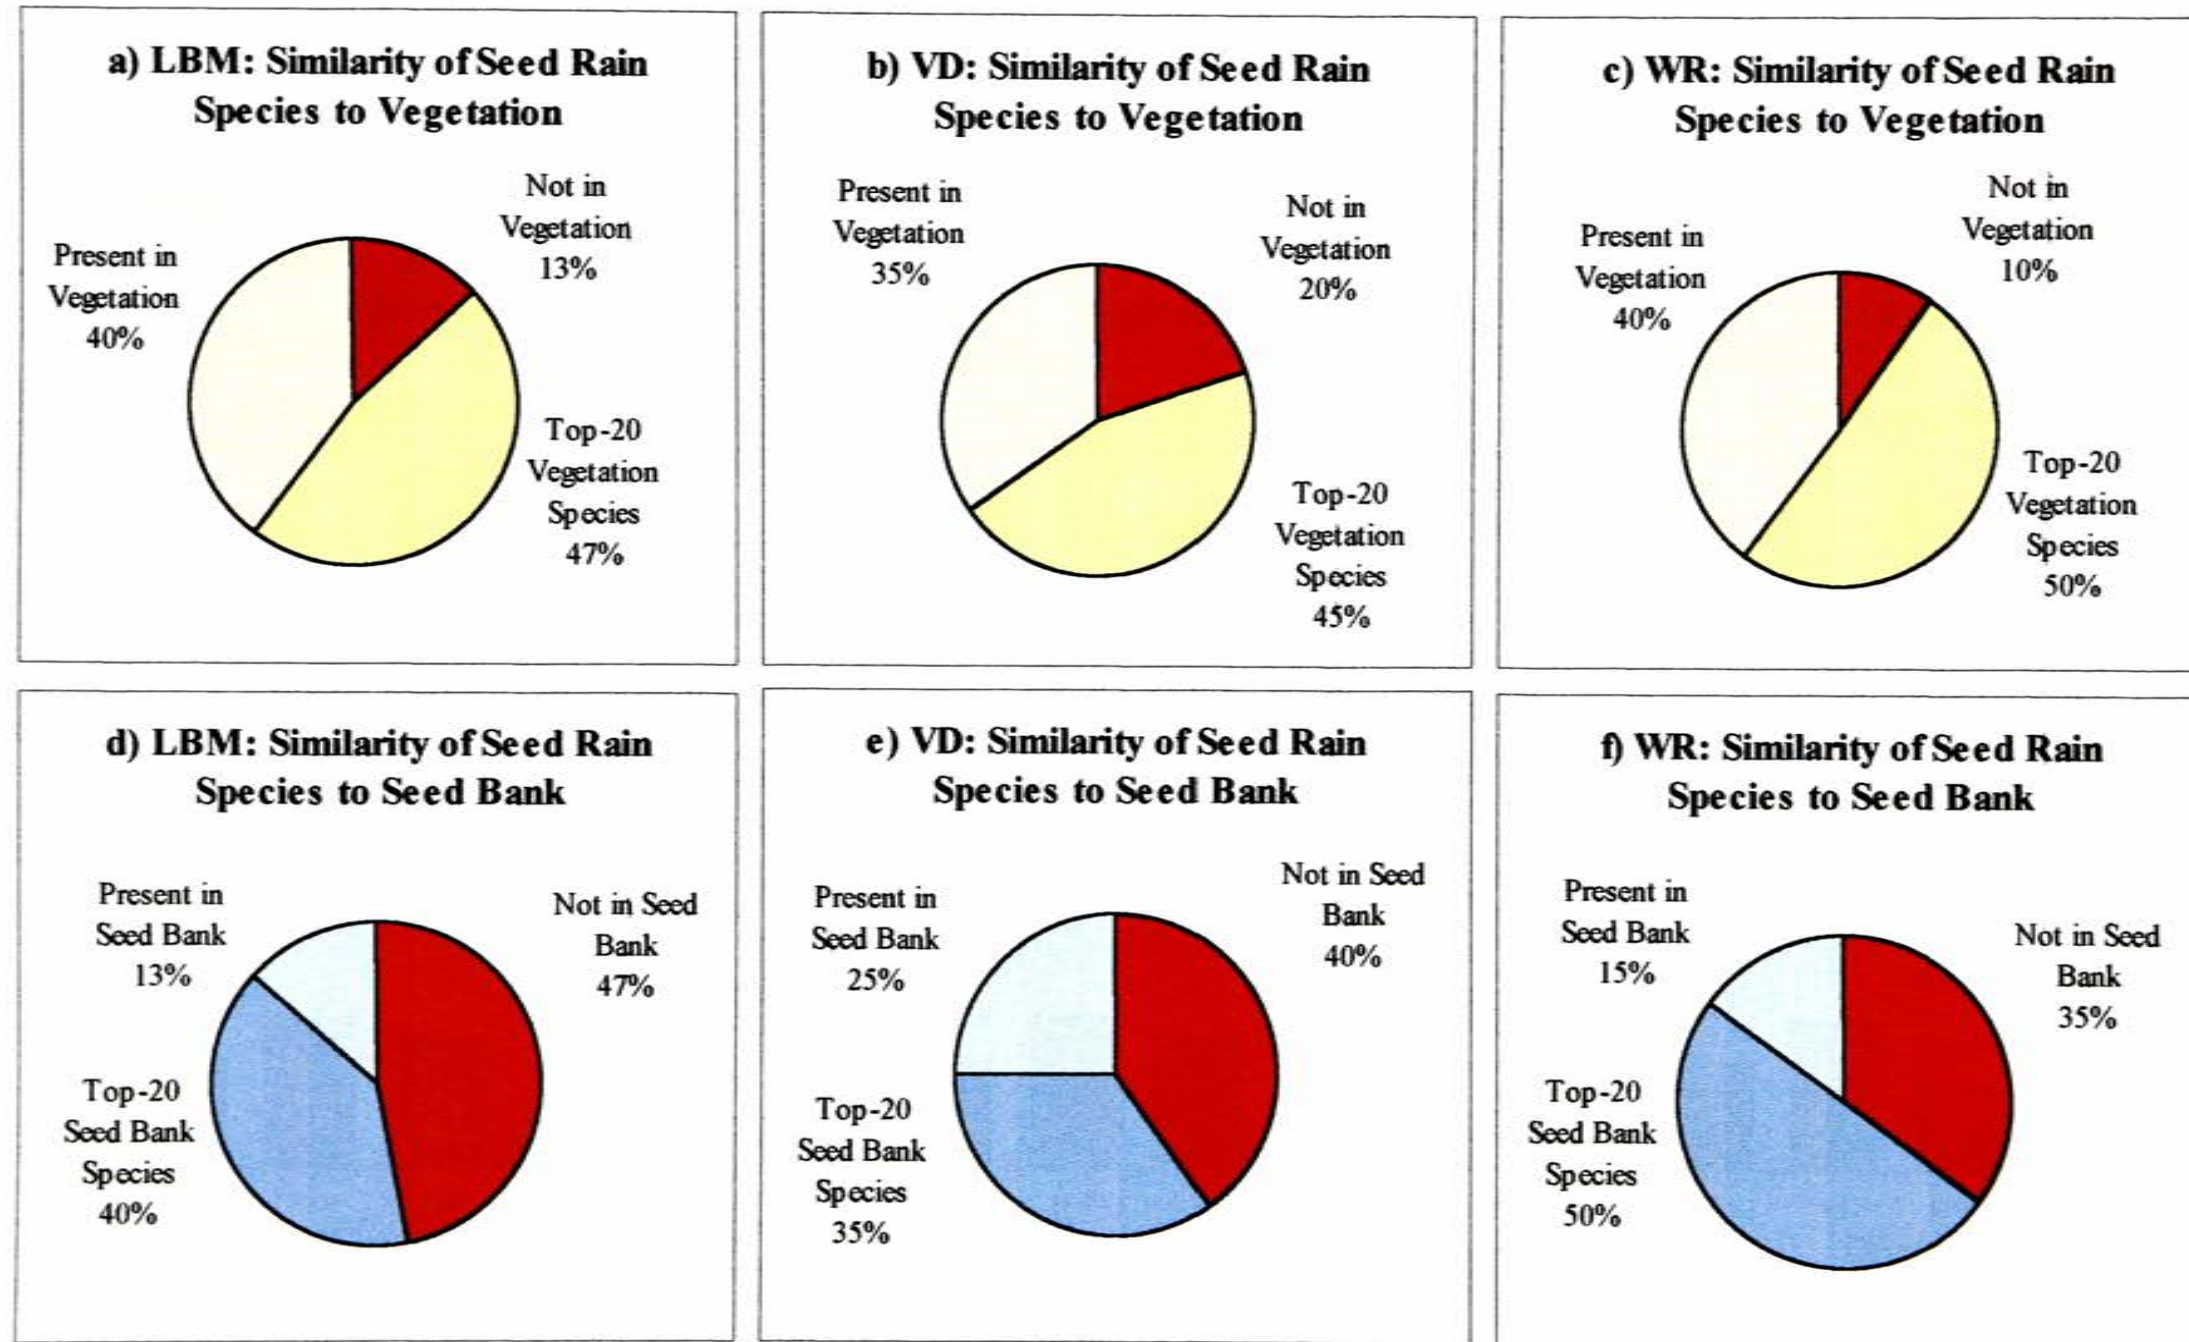 a) LBM: Similarity of Seed Rain
Species to Vegetation
Present in
Vegetation
40%
Not in
Vegetation
13%
Top-20
Vegetation
Species
47%
b) VD: Similarity of Seed Rain
Species to Vegetation
Present in
Vegetation
35%
Not in
Vegetation
20%
Top-20
Vegetation
Species
45%
c) WR: Similarity of Seed Rain
Species to Vegetation
Present in
Vegetation
40%
Not in
Vegetation
10%
Top-20
Vegetation
Species
50%
d) LBM: Similarity of Seed Rain
Species to Seed Bank
Present in
Seed Bank
13%
Not in Seed
Bank
47%
Top-20
Seed Bank
Species
40%
e) VD: Similarity of Seed Rain
Species to Seed Bank
Present in
Seed Bank
25%
Not in Seed
Bank
40%
Top-20
Seed Bank
Species
35%
f) WR: Similarity of Seed Rain
Species to Seed Bank
Present in
Seed Bank
15%
Not in Seed
Bank
35%
Top-20
Seed Bank
Species
50%